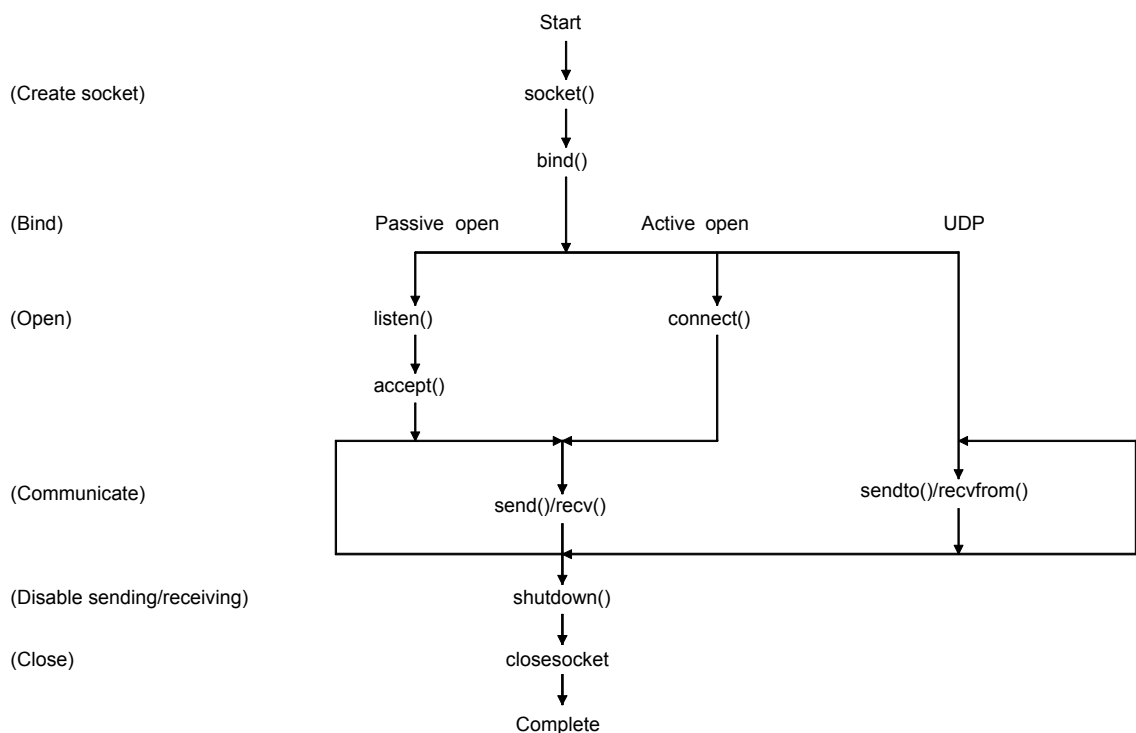 Start
(Create socket) socket()
bind()
(Bind) Passive open Active open UDP
(Open) listen() connect()
accept()
(Communicate) send()/recv() sendto()/recvfrom()
(Disable sending/receiving) shutdown()
(Close) closesocket
Complete